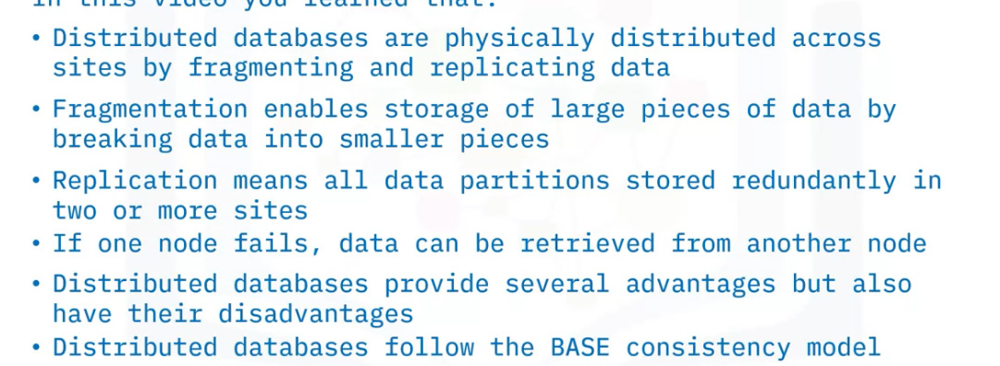 In this video you learned that:
• Distributed databases are physically distributed across
sites by fragmenting and replicating data
• Fragmentation enables storage of large pieces of data by
breaking data into smaller pieces
• Replication means all data partitions stored redundantly in
two or more sites
• If one node fails, data can be retrieved from another node
• Distributed databases provide several advantages but also
have their disadvantages
• Distributed databases follow the BASE consistency model